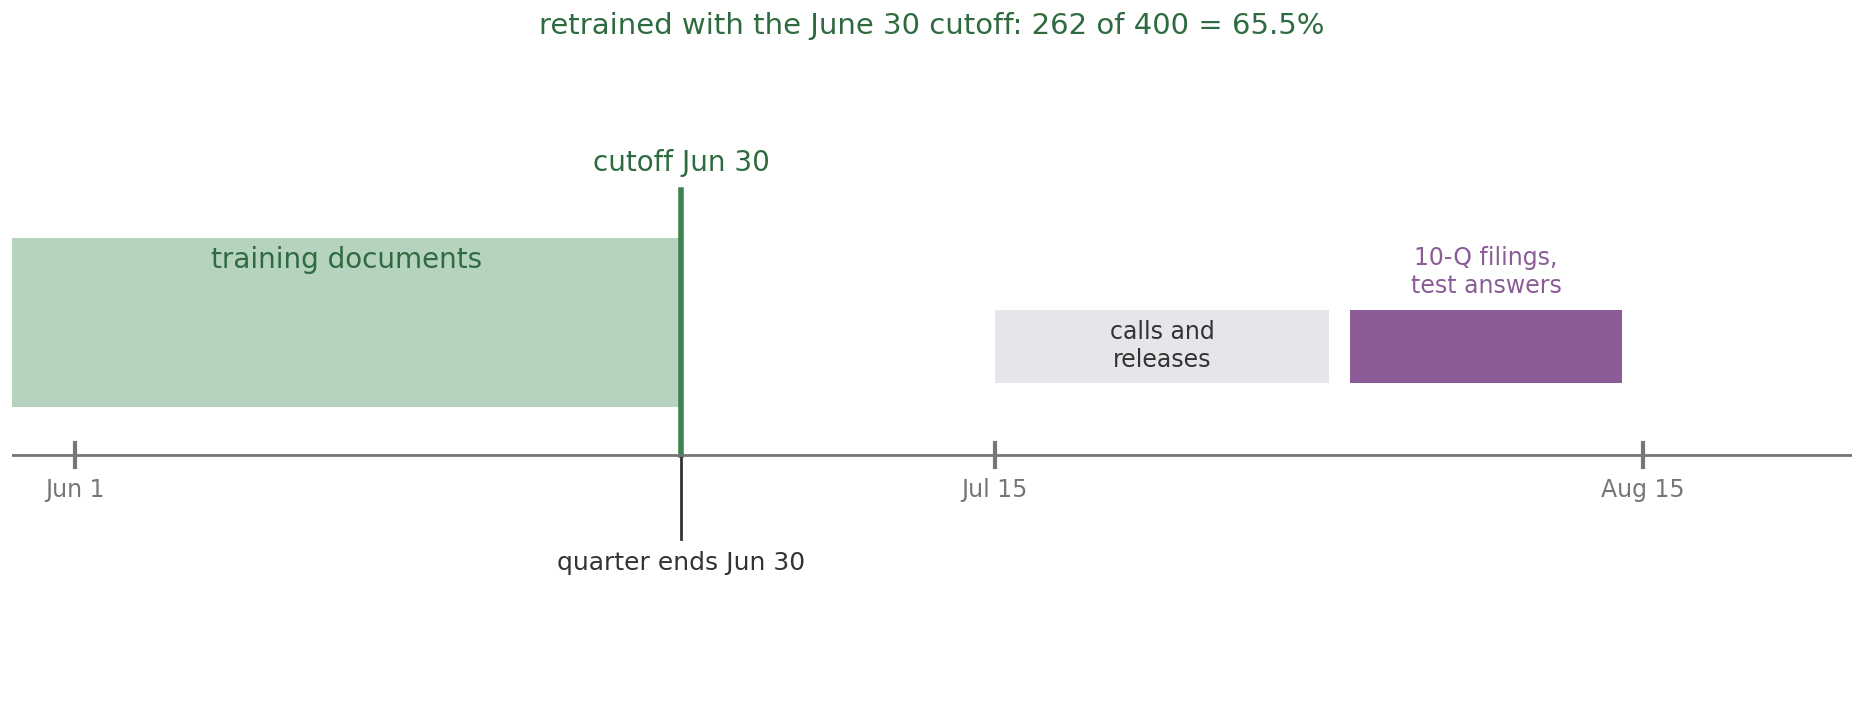 retrained with the June 30 cutoff: 262 of 400 = 65.5%
cutoff Jun 30
training documents
10-Q filings,
test answers
calls and
releases
Jun 1
Jul 15
Aug 15
quarter ends Jun 30